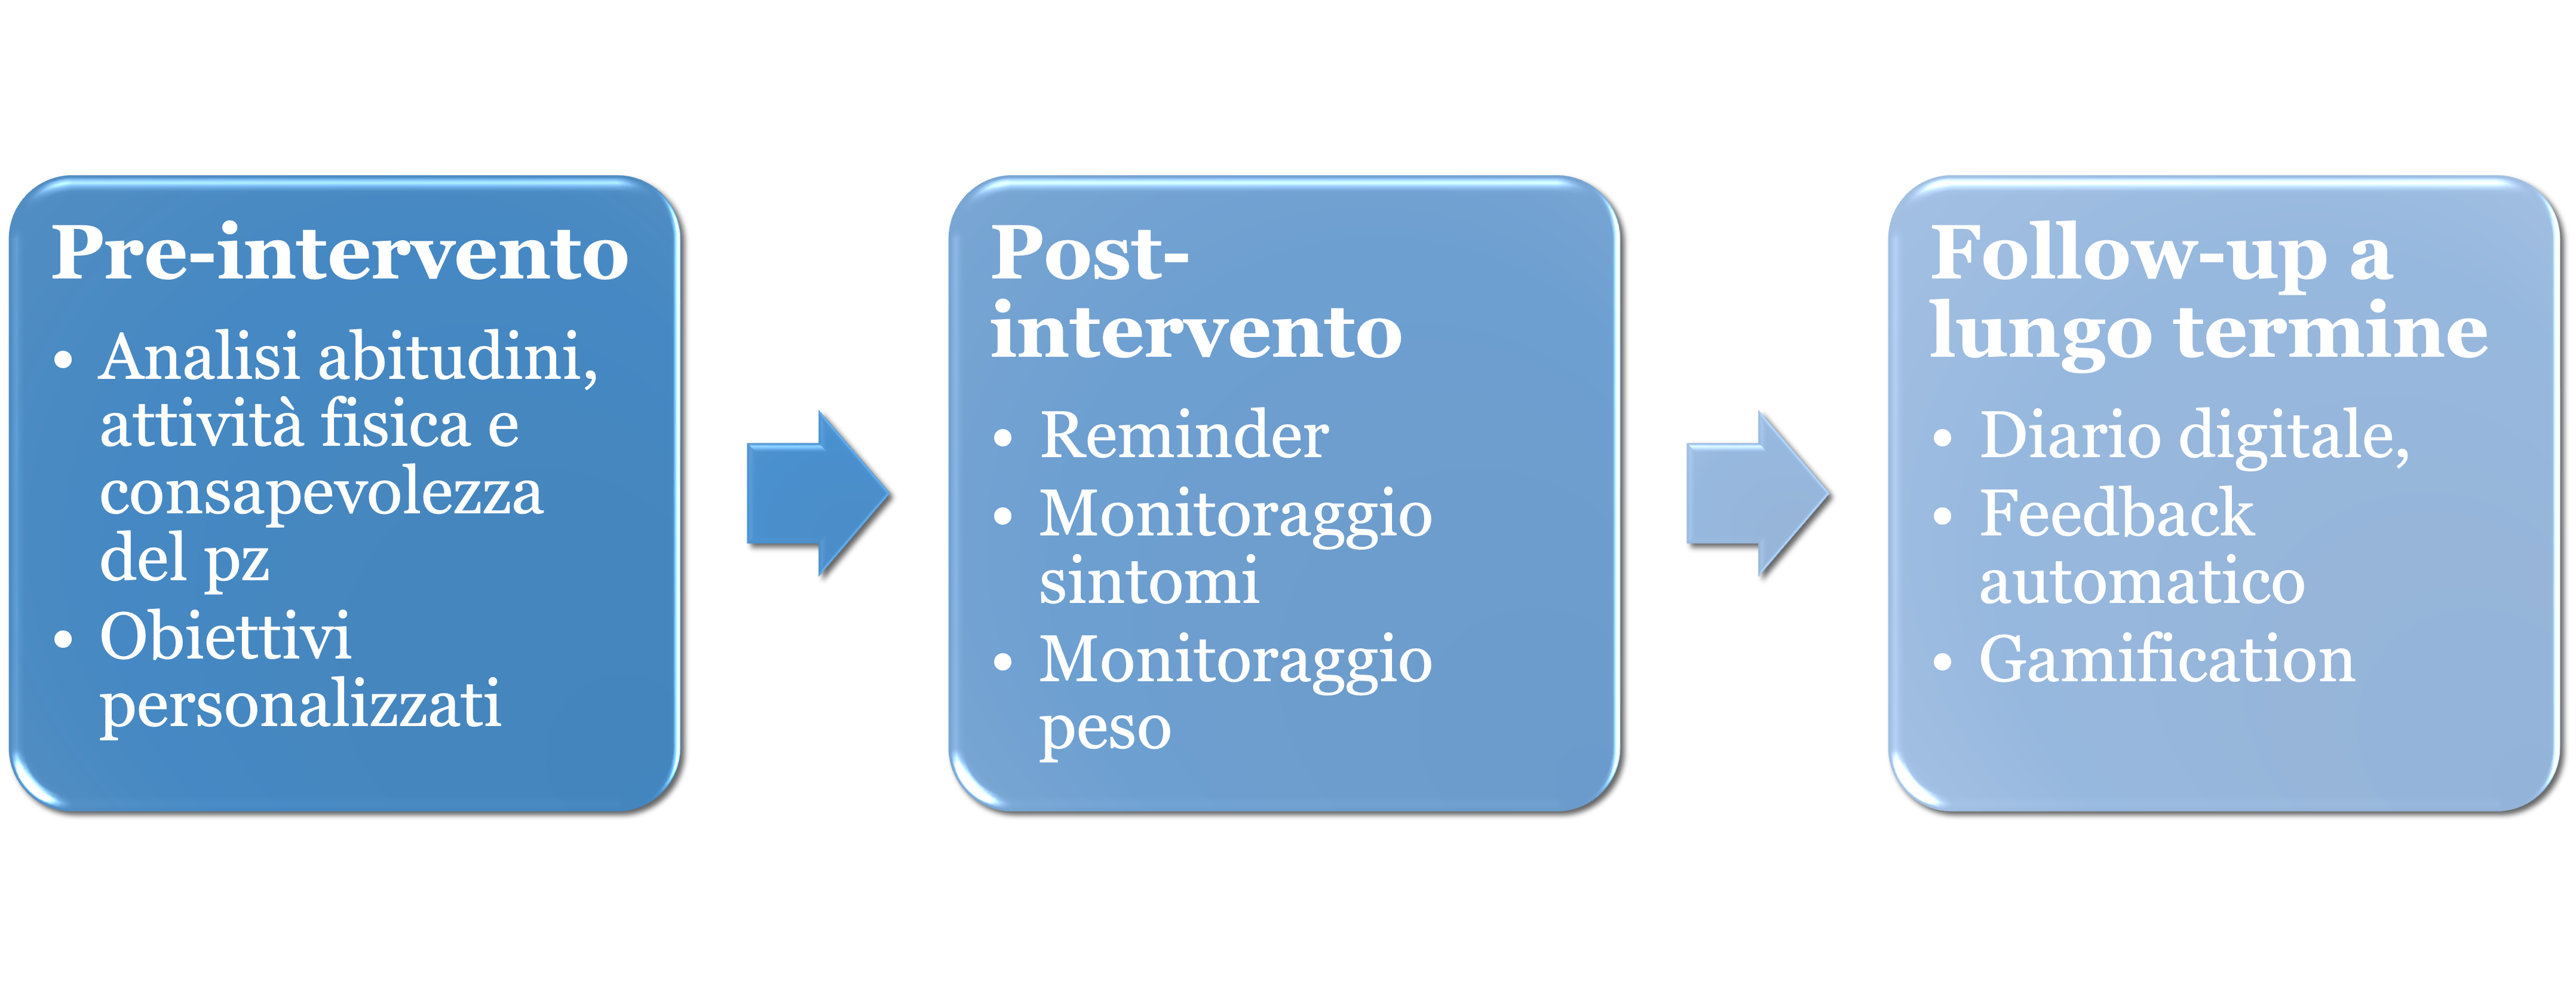 Pre-intervento
• Analisi abitudini,
attività fisica e
consapevolezza
del pz
• Obiettivi
personalizzati
Post-
intervento
• Reminder
• Monitoraggio
sintomi
• Monitoraggio
peso
Follow-up a
lungo termine
• Diario digitale,
• Feedback
automatico
• Gamification